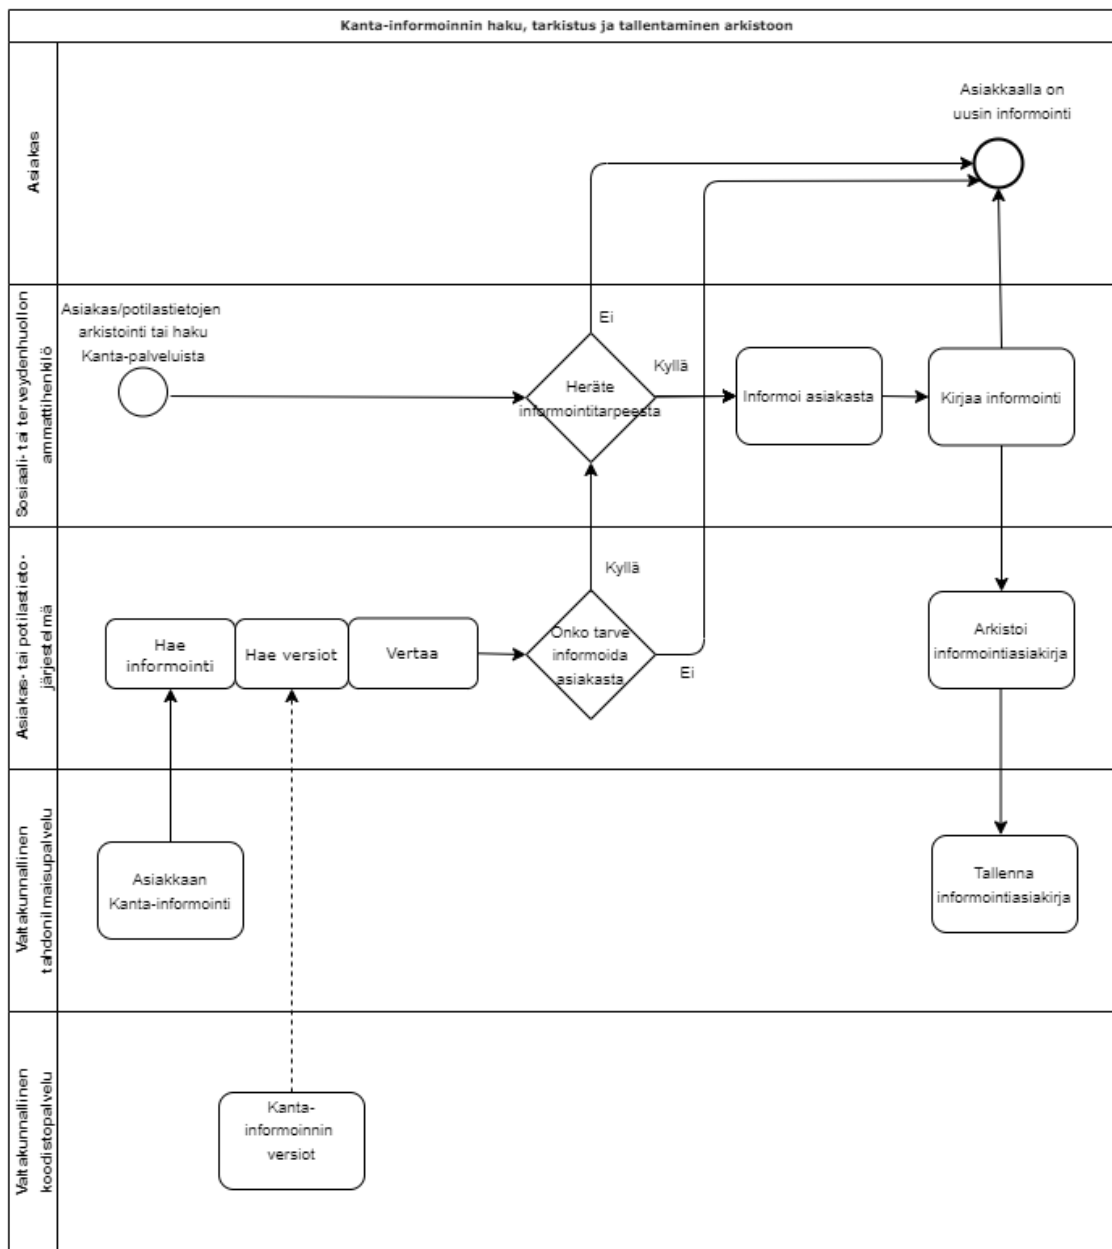 Kanta-informoinnin haku, tarkistus ja tallentaminen arkistoon
Asiakas
Asiakkaalla on
uusin informointi
Sosiaali- tai terveydenhuollon
ammattihenkilö
Asiakas/potilastietojen
arkistointi tai haku
Kanta-palveluista
Ei
Heräte
informointitarpeesta
Kyllä
Informoi asiakasta
Kirjaa informointi
Asiakas- tai potilastieto-
järjestelmä
Hae
informointi
Hae versiot
Vertaa
Kyllä
Onko tarve
informoida
asiakasta
Ei
Arkistoi
informointiasiakirja
Valtakunnallinen
tahdonilmaisupalvelu
Asiakkaan
Kanta-informointi
Tallenna
informointiasiakirja
Valtakunnallinen
koodistopalvelu
Kanta-
informoinnin
versiot